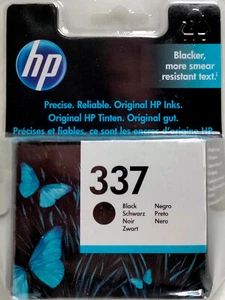 hp
Blacker,
more smear
resistant text.¹
Precise. Reliable. Original HP Inks.
Original HP Tinten. Original gut.
Précises et fiables, ce sont les encres d'origine HP.
337
Black Negro
Schwarz Preto
Noir Nero
Zwart